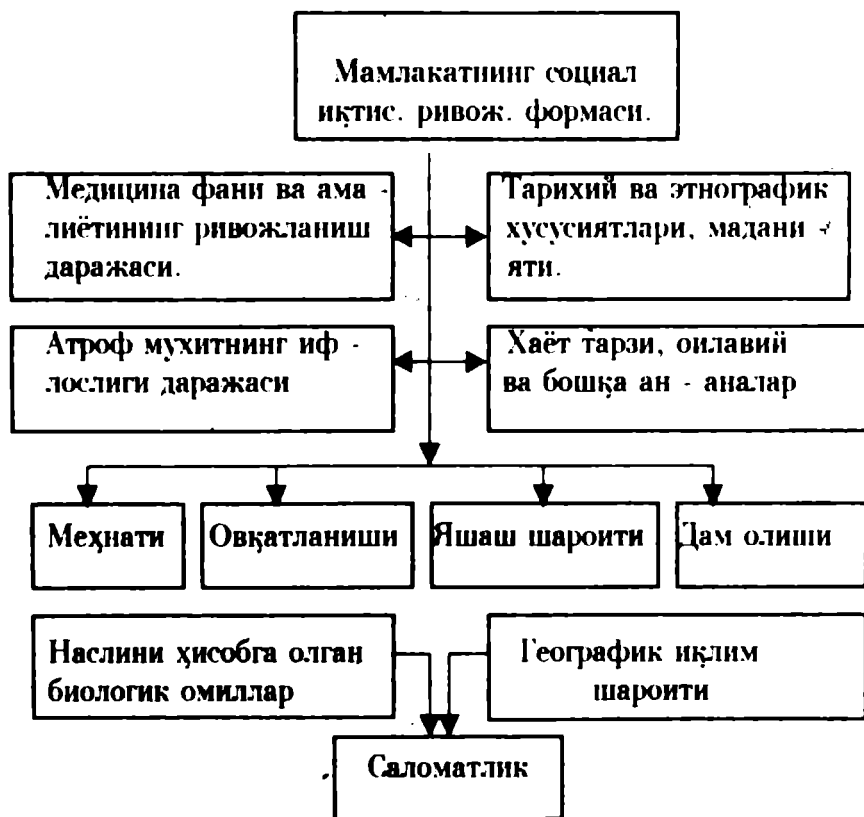 Мамлакатнинг социал
иқтис. ривож. формаси.
Медицина фани ва ама -
лиётининг ривожланиш
даражаси.
Тарихий ва этнографик
хусусиятлари, мадани -
яти.
Атроф мухитнинг иф -
лослиги даражаси
Хаёт тарзи, оилавий
ва бошқа ан - аналар
Меҳнати
Овқатланиши
Яшаш шароити
Дам олиши
Наслини ҳисобга олган
биологик омиллар
Географик иқлим
шароити
Саломатлик